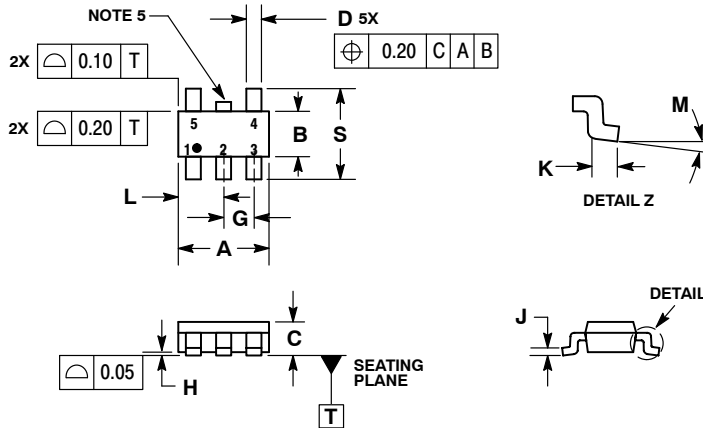 NOTE 5
D 5X
0.20 C A B
2X 0.10 T
2X 0.20 T
5 4
1 2 3
B S
L
G
A
M
K
DETAIL Z
C
H
0.05
SEATING
PLANE
T
J
DETAIL